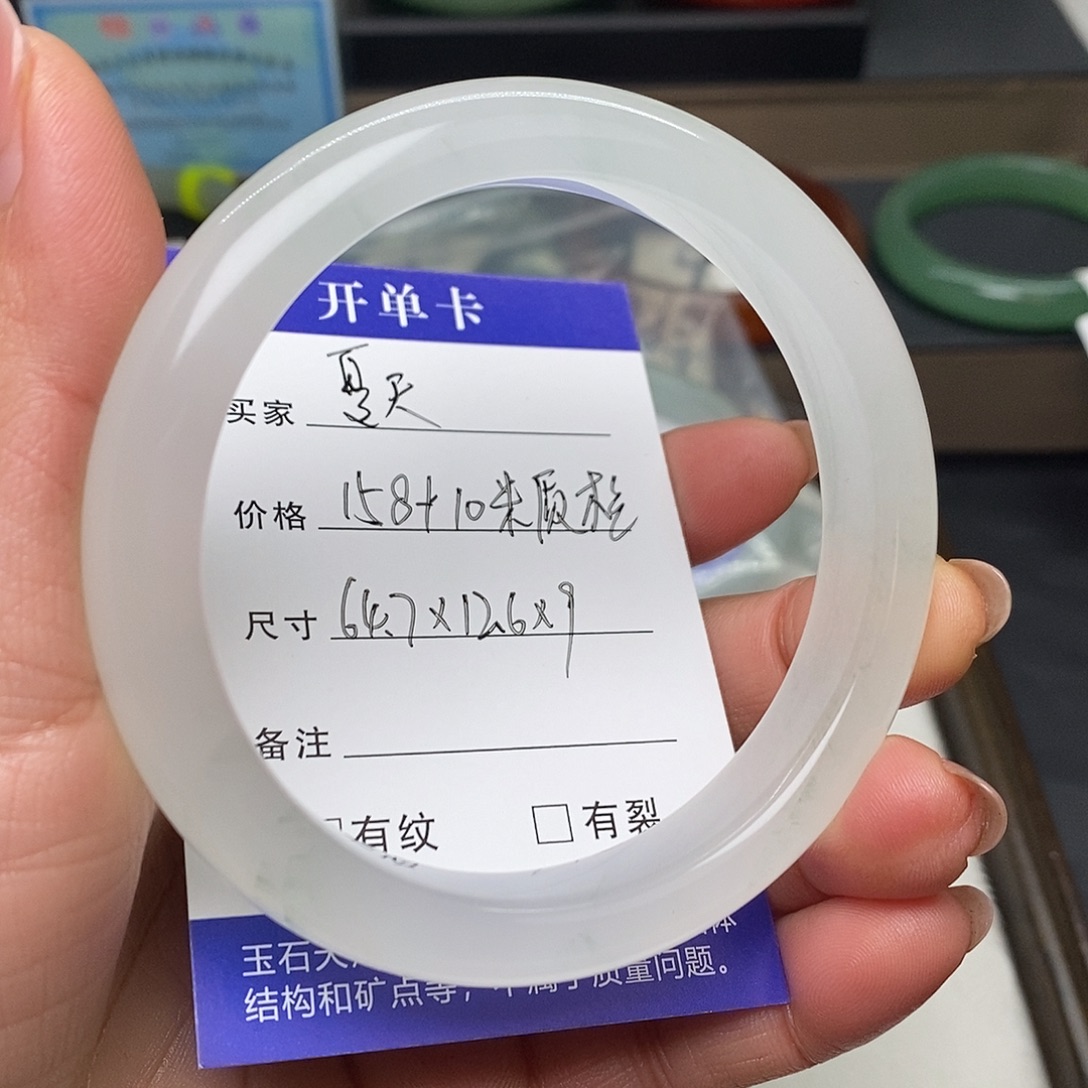 开单卡
买家 夏天
价格 158+10米质旋
尺寸 64.7×12.6×9
备注
有纹 □有裂
玉石天
结构和矿点等，不属于质量问题。